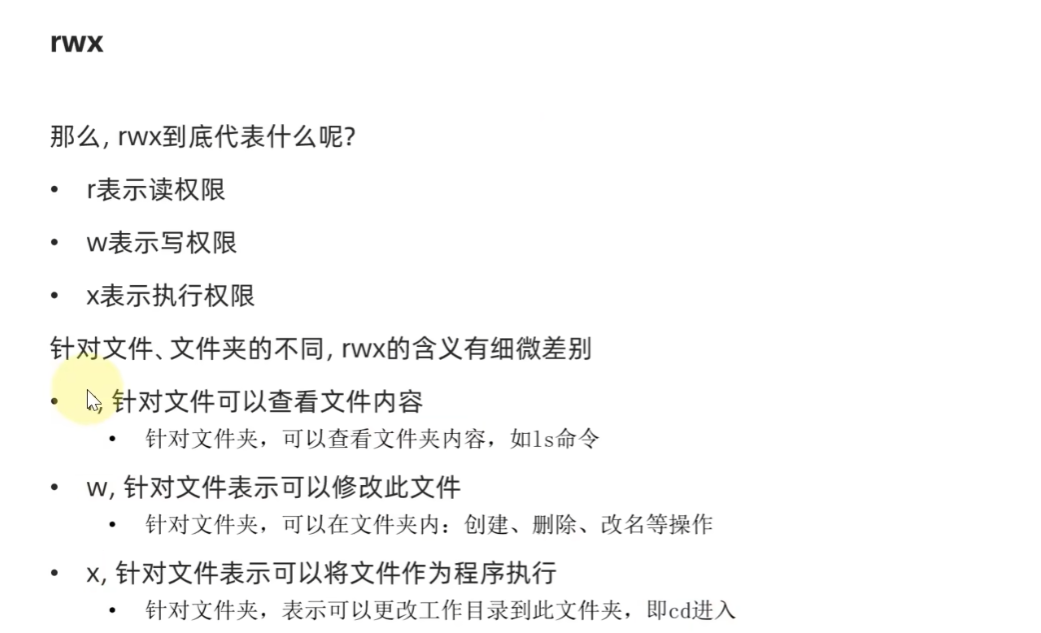 rwx
那么, rwx到底代表什么呢?
• r表示读权限
• w表示写权限
• x表示执行权限
针对文件、文件夹的不同, rwx的含义有细微差别
• , 针对文件可以查看文件内容
• 针对文件夹，可以查看文件夹内容，如ls命令
• w, 针对文件表示可以修改此文件
• 针对文件夹，可以在文件夹内：创建、删除、改名等操作
• x, 针对文件表示可以将文件作为程序执行
• 针对文件夹，表示可以更改工作目录到此文件夹，即cd进入